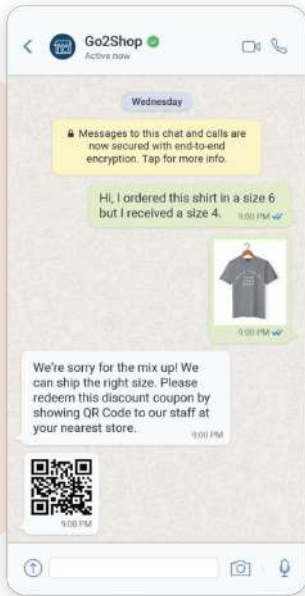 Go2Shop
Active now
Wednesday
Messages to this chat and calls are
now secured with end-to-end
encryption. Tap for more info.
Hi, I ordered this shirt in a size 6
but I received a size 4.
9:00 PM
9:00 PM
We're sorry for the mix up! We
can ship the right size. Please
redeem this discount coupon by
showing QR Code to our staff at
your nearest store.
9:00 PM
9:00 PM